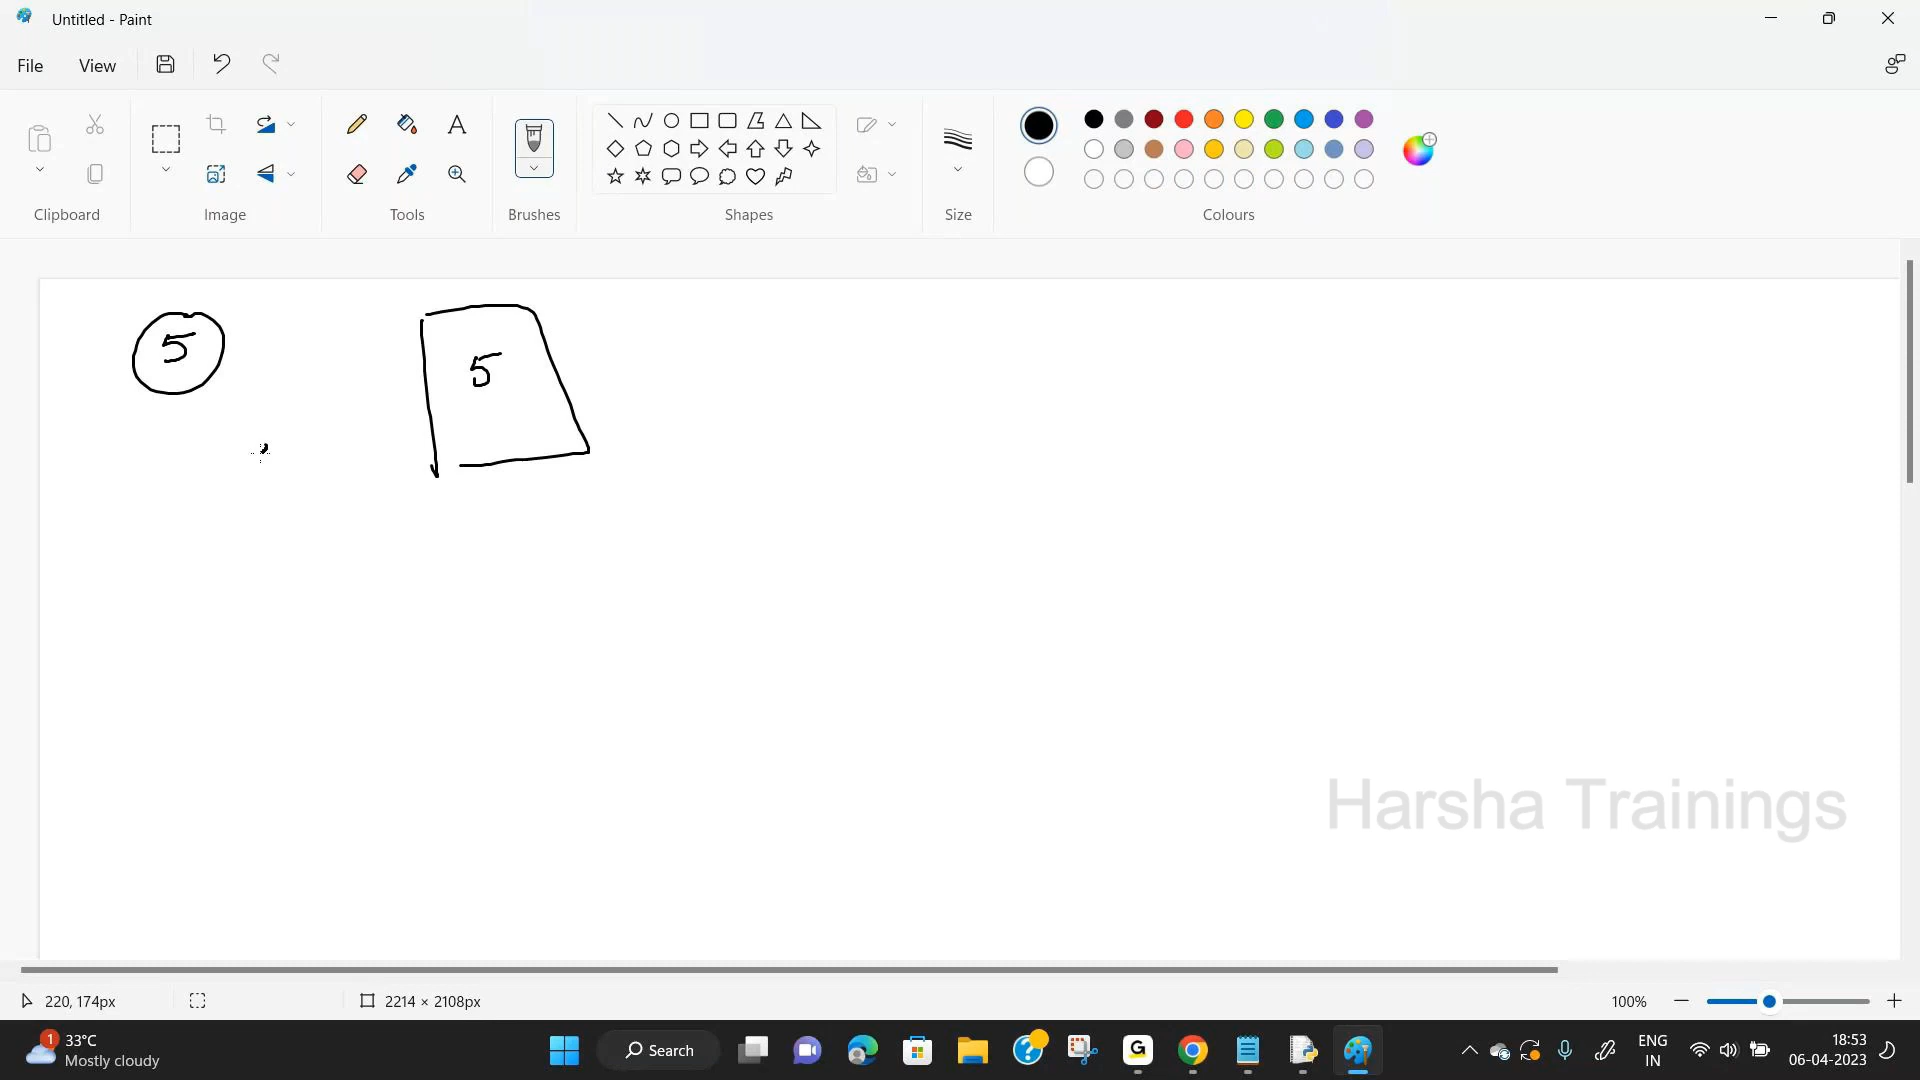 Untitled - Paint
File View
Clipboard
Image
Tools
Brushes
Shapes
Size
Colours
5
5
Harsha Trainings
220, 174px
2214 × 2108px
100%
1
33°C
Mostly cloudy
Search
G
ENG
IN
18:53
06-04-2023